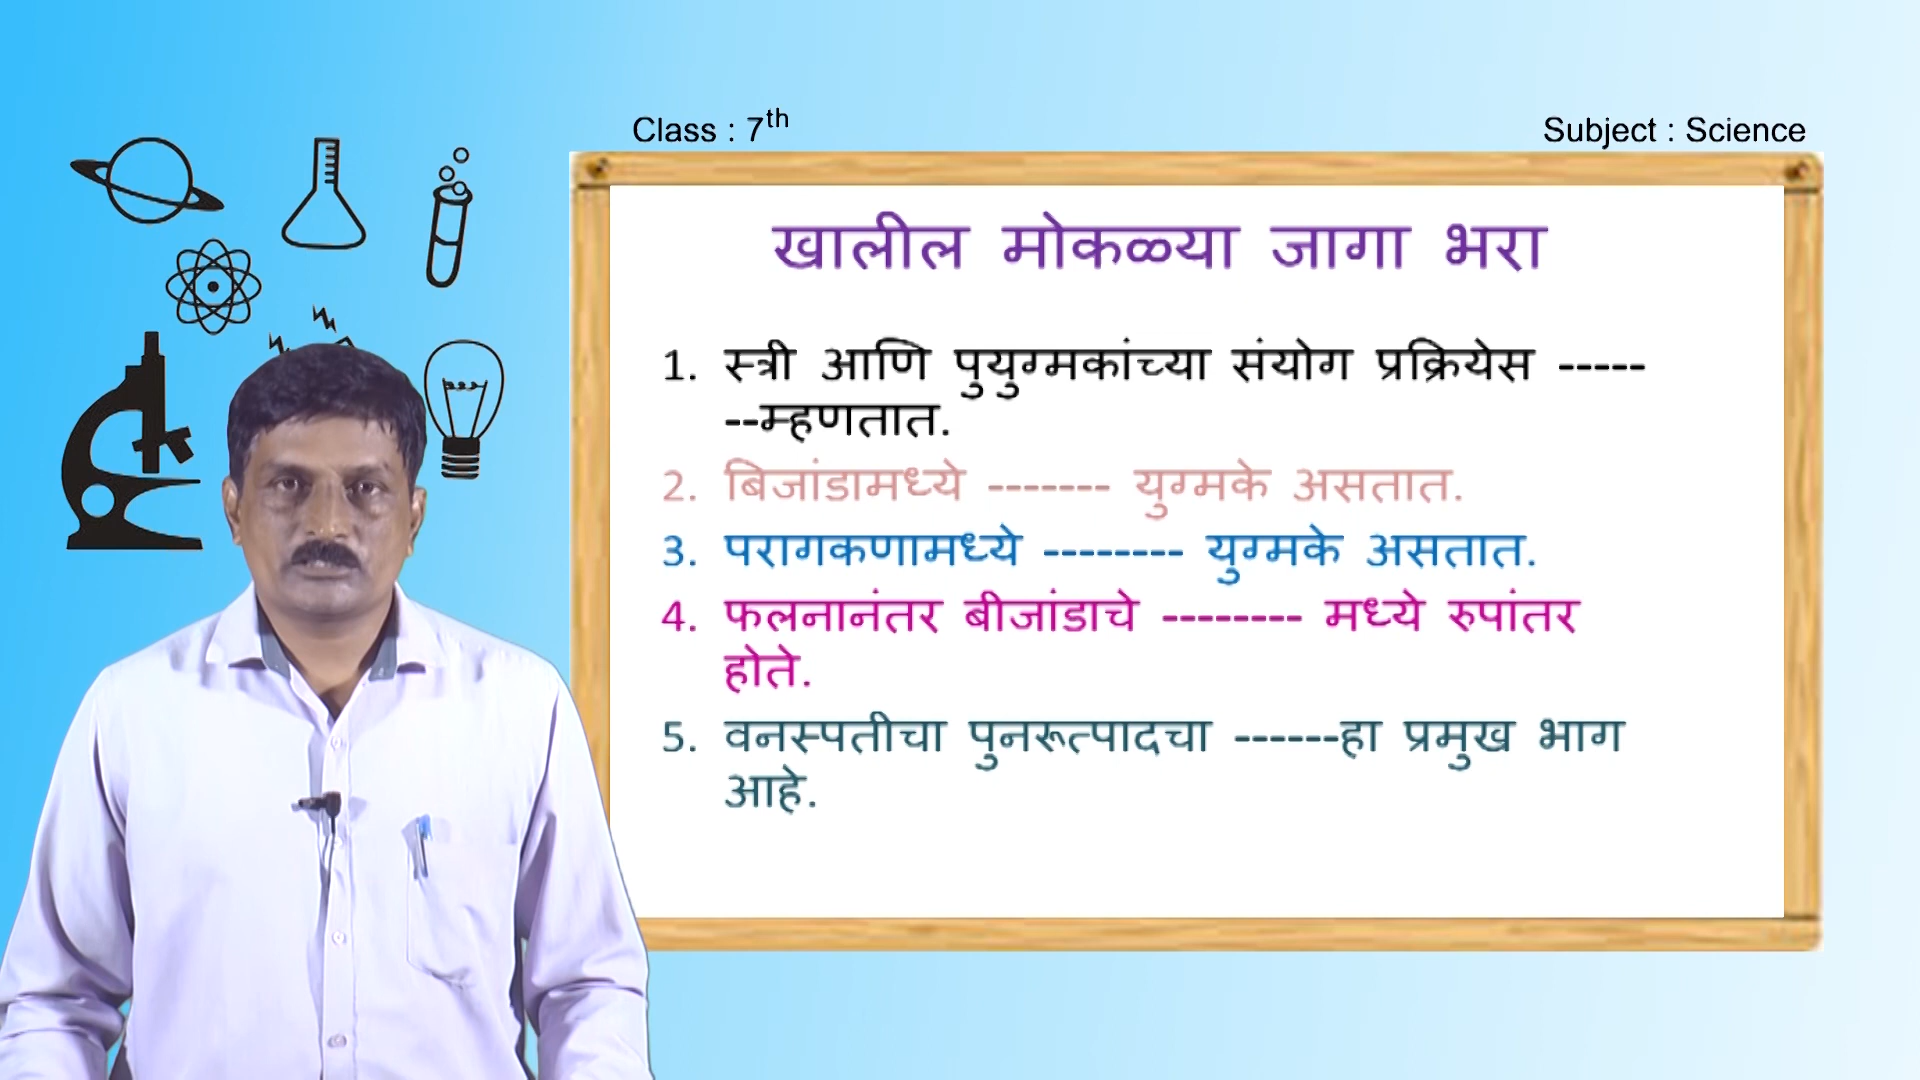 Class : 7th
Subject : Science
खालील मोकळ्या जागा भरा
1. स्त्री आणि पुयुग्मकांच्या संयोग प्रक्रियेस -----
--म्हणतात.
2. बिजांडामध्ये ------- युग्मके असतात.
3. परागकणामध्ये -------- युग्मके असतात.
4. फलनानंतर बीजांडाचे -------- मध्ये रुपांतर
होते.
5. वनस्पतीचा पुनरूत्पादचा ------हा प्रमुख भाग
आहे.